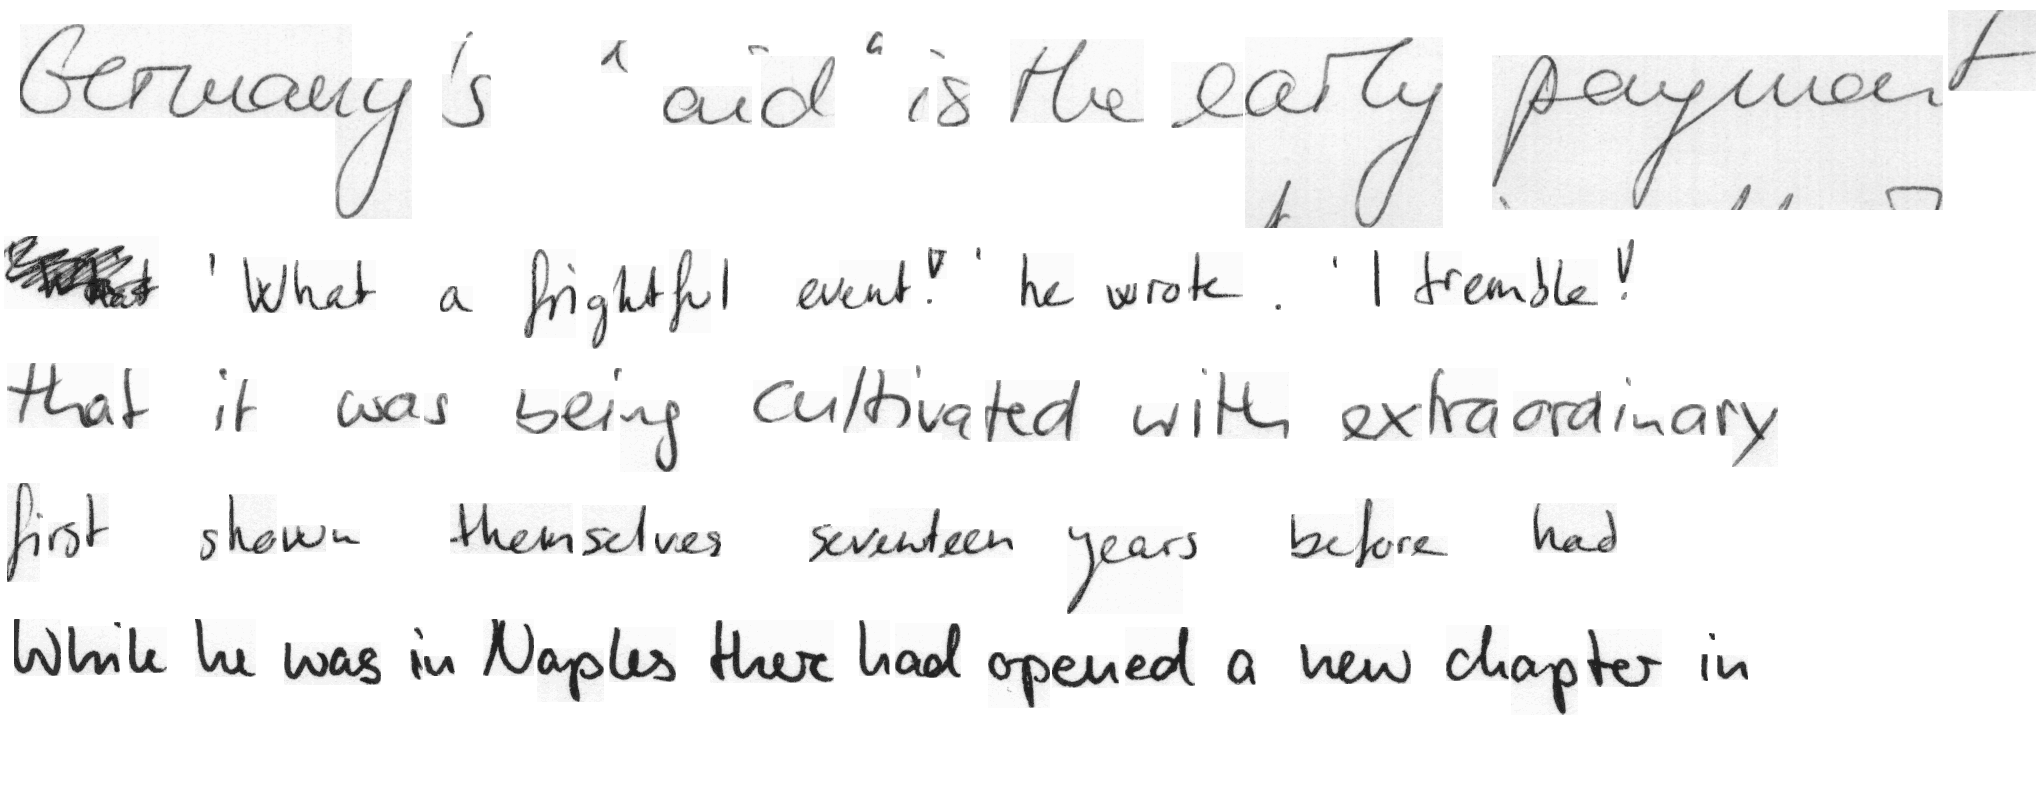 Germany's "aid" is the early payment
'What a frightful event!' he wrote. 'I tremble!
that it was being cultivated with extraordinary
first shown themselves seventeen years before had
While he was in Naples there had opened a new chapter in